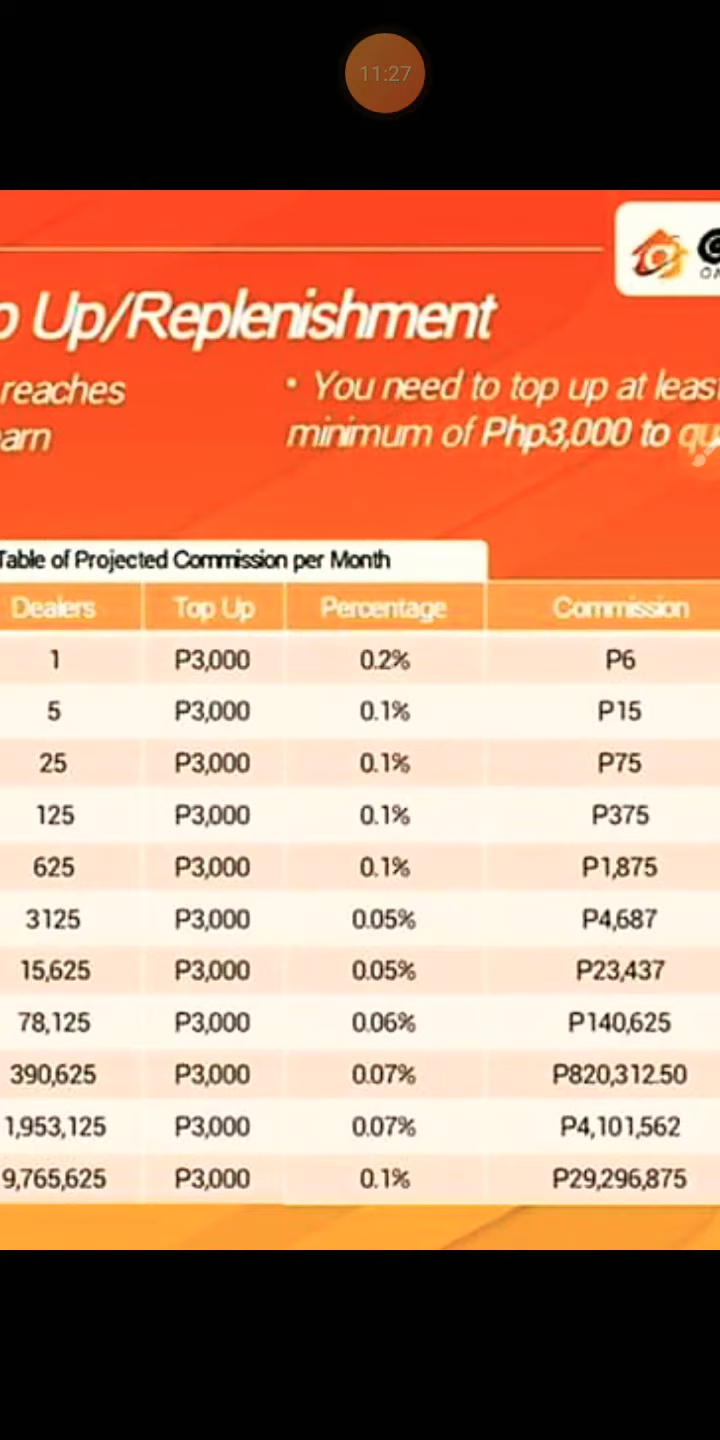 11:27
p Up/Replenishment
reaches
arn
• You need to top up at least
minimum of Php3,000 to qu
Table of Projected Commission per Month
Dealers Top Up Percentage Commission
1 P3,000 0.2% P6
5 P3,000 0.1% P15
25 P3,000 0.1% P75
125 P3,000 0.1% P375
625 P3,000 0.1% P1,875
3125 P3,000 0.05% P4,687
15,625 P3,000 0.05% P23,437
78,125 P3,000 0.06% P140,625
390,625 P3,000 0.07% P820,312.50
1,953,125 P3,000 0.07% P4,101,562
9,765,625 P3,000 0.1% P29,296,875